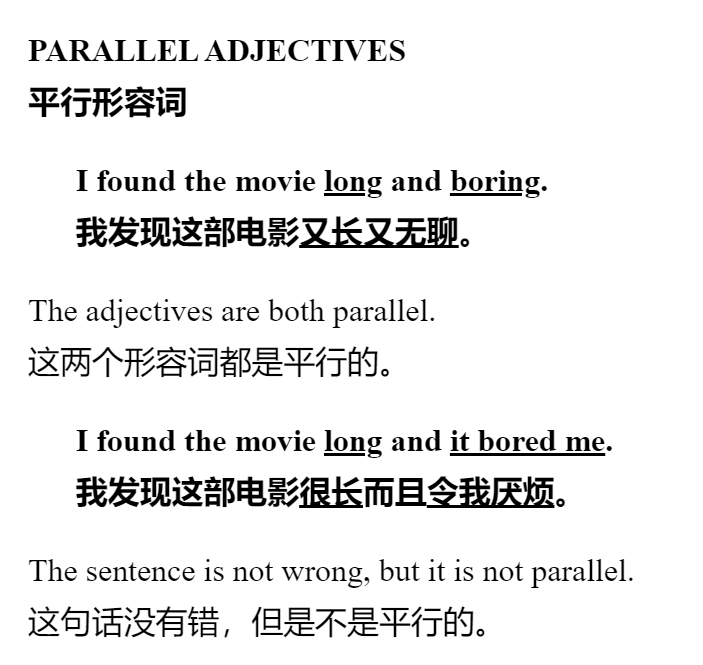 PARALLEL ADJECTIVES
平行形容词
I found the movie long and boring.
我发现这部电影又长又无聊。
The adjectives are both parallel.
这两个形容词都是平行的。
I found the movie long and it bored me.
我发现这部电影很长而且令我厌烦。
The sentence is not wrong, but it is not parallel.
这句话没有错，但是不是平行的。